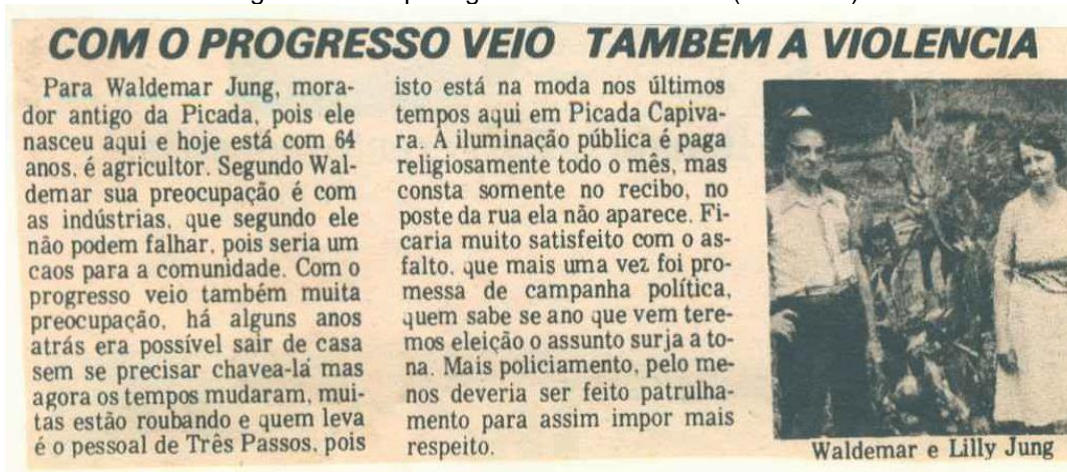 COM O PROGRESSO VEIO TAMBEM A VIOLENCIA
Para Waldemar Jung, mora-
dor antigo da Picada, pois ele
nasceu aqui e hoje está com 64
anos, é agricultor. Segundo Wal-
demar sua preocupação é com
as indústrias, que segundo ele
não podem falhar, pois seria um
caos para a comunidade. Com o
progresso veio também muita
preocupação, há alguns anos
atrás era possível sair de casa
sem se precisar chavea-lá mas
agora os tempos mudaram, mui-
tas estão roubando e quem leva
é o pessoal de Três Passos, pois
isto está na moda nos últimos
tempos aqui em Picada Capiva-
ra. A iluminação pública é paga
religiosamente todo o mês, mas
consta somente no recibo, no
poste da rua ela não aparece. Fi-
caria muito satisfeito com o as-
falto, que mais uma vez foi pro-
messa de campanha política,
quem sabe se ano que vem tere-
mos eleição o assunto surja a to-
na. Mais policiamento, pelo me-
nos deveria ser feito patrulha-
mento para assim impor mais
respeito.
Waldemar e Lilly Jung